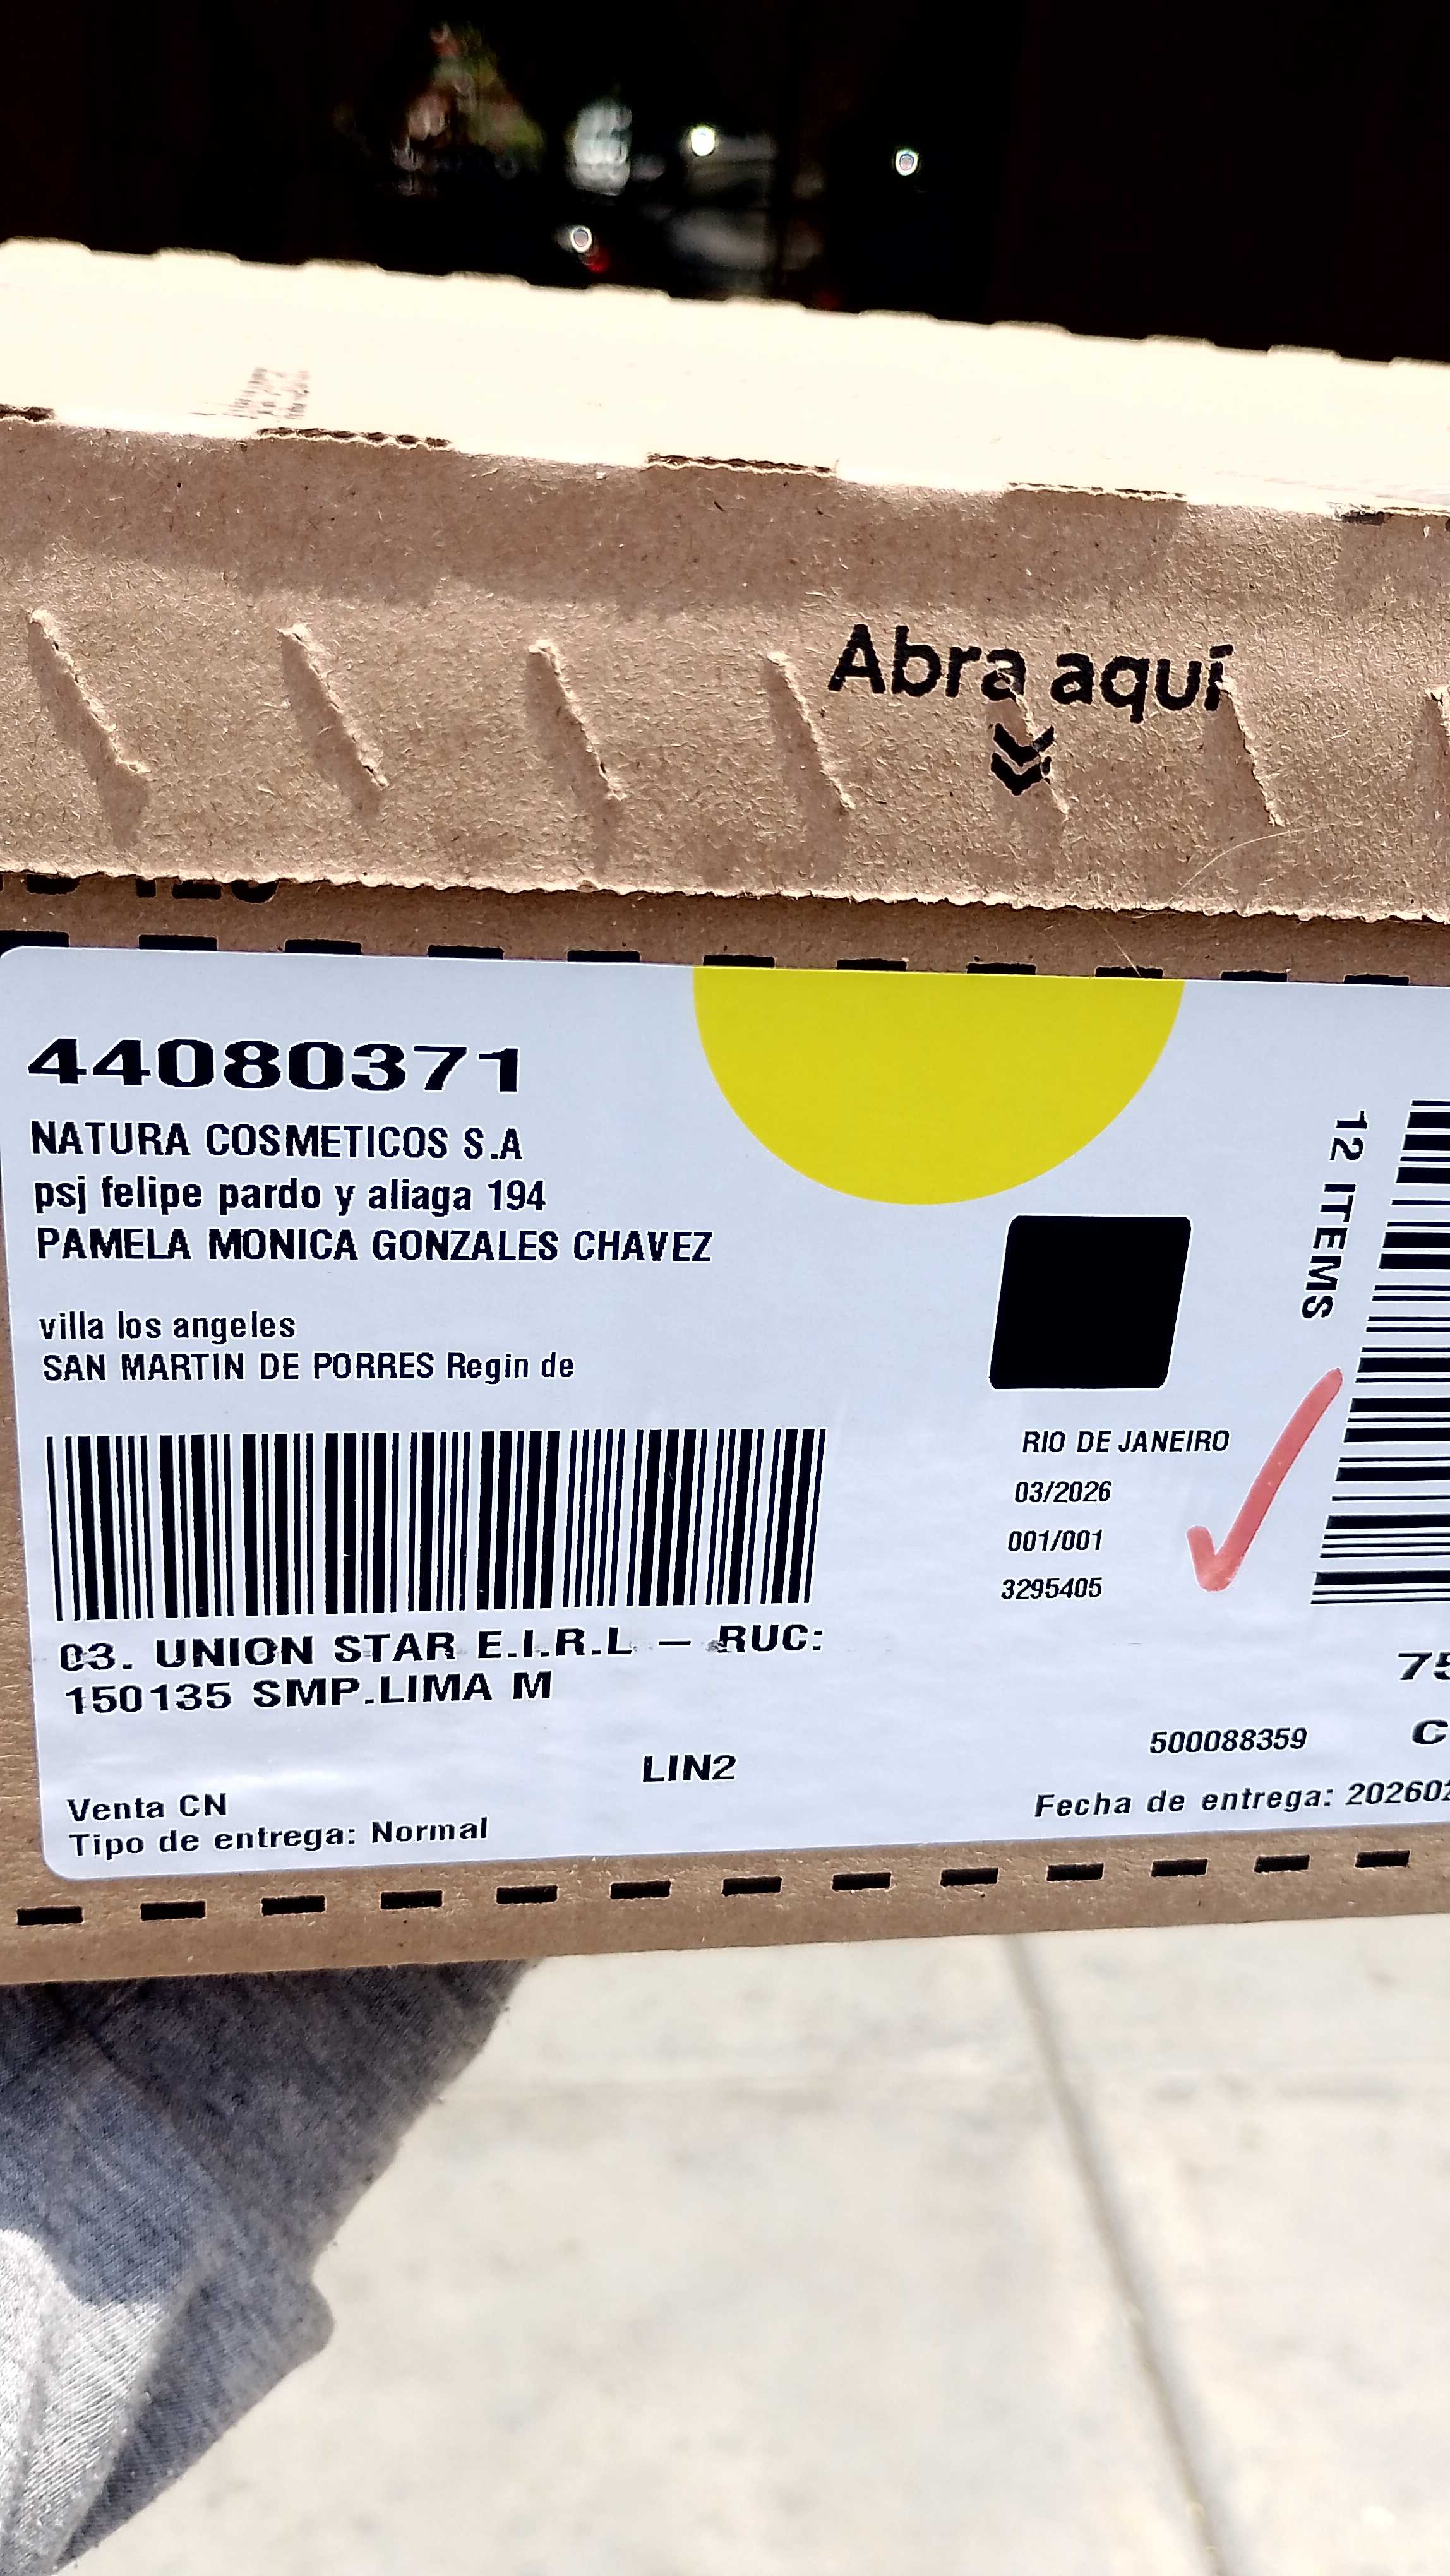 Abra aquí
44080371
NATURA COSMETICOS S.A
psj felipe pardo y aliaga 194
PAMELA MONICA GONZALES CHAVEZ
villa los angeles
SAN MARTIN DE PORRES Regin de
12 ITEMS
RIO DE JANEIRO
03/2026
001/001
3295405
03. UNION STAR E.I.R.L – RUC:
150135 SMP.LIMA M
75
LIN2
500088359
C
Venta CN
Tipo de entrega: Normal
Fecha de entrega: 202602